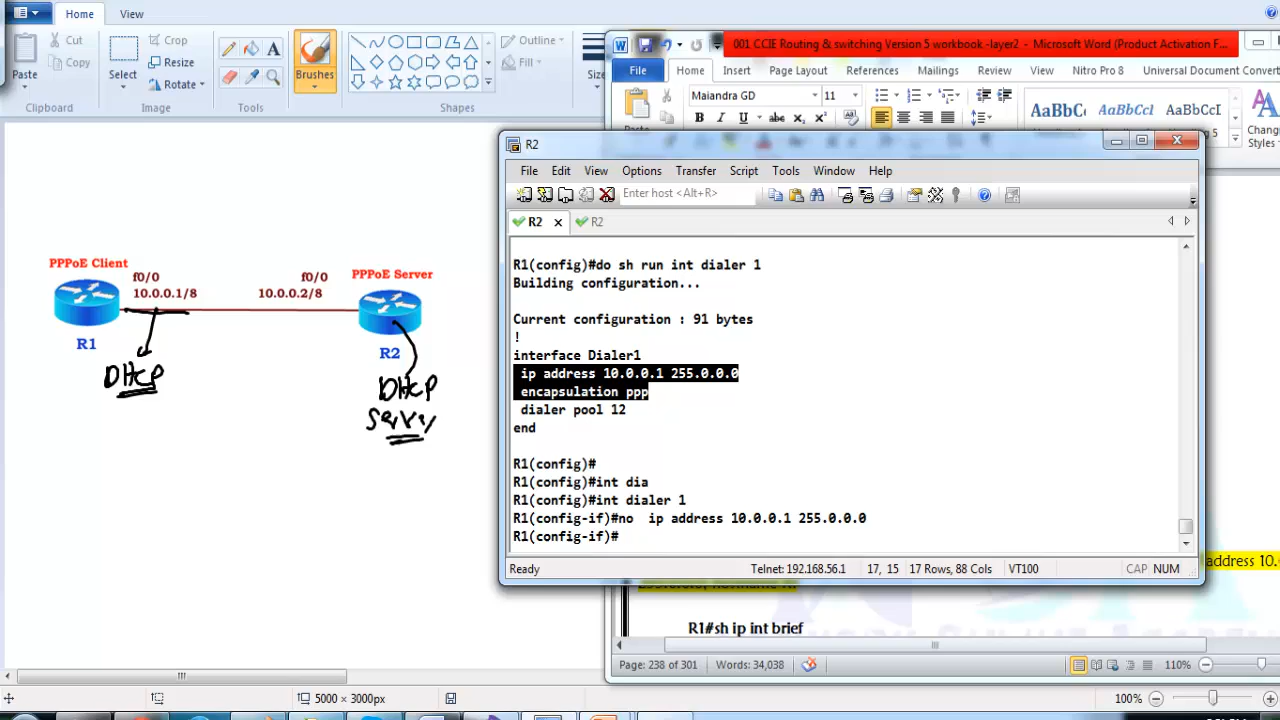 Home
View
Cut
Copy
Paste
Clipboard
Select
Crop
Resize
Rotate
Image
Tools
Brushes
Shapes
Outline
Fill
001 CCIE Routing & switching Version 5 workbook -layer2 - Microsoft Word (Product Activation F...
File
Home
Insert
Page Layout
References
Mailings
Review
View
Nitro Pro 8
Universal Document Convert
Maiandra GD
11
AaBbCc
AaBbCcI
AaBbCcI
Change
Styles
R2
File Edit View Options Transfer Script Tools Window Help
Enter host <Alt+R>
R2
R2
R1(config)#do sh run int dialer 1
Building configuration...
Current configuration : 91 bytes
!
interface Dialer1
ip address 10.0.0.1 255.0.0.0
encapsulation ppp
dialer pool 12
end
R1(config)#
R1(config)#int dia
R1(config)#int dialer 1
R1(config-if)#no ip address 10.0.0.1 255.0.0.0
R1(config-if)#
Ready
Telnet: 192.168.56.1
17, 15
17 Rows, 88 Cols
VT100
CAP NUM
PPPoE Client
f0/0
10.0.0.1/8
R1
DHCP
f0/0
10.0.0.2/8
PPPoE Server
R2
DHCP
Server
address 10.
R1#sh ip int brief
Page: 238 of 301
Words: 34,038
110%
5000 × 3000px
100%